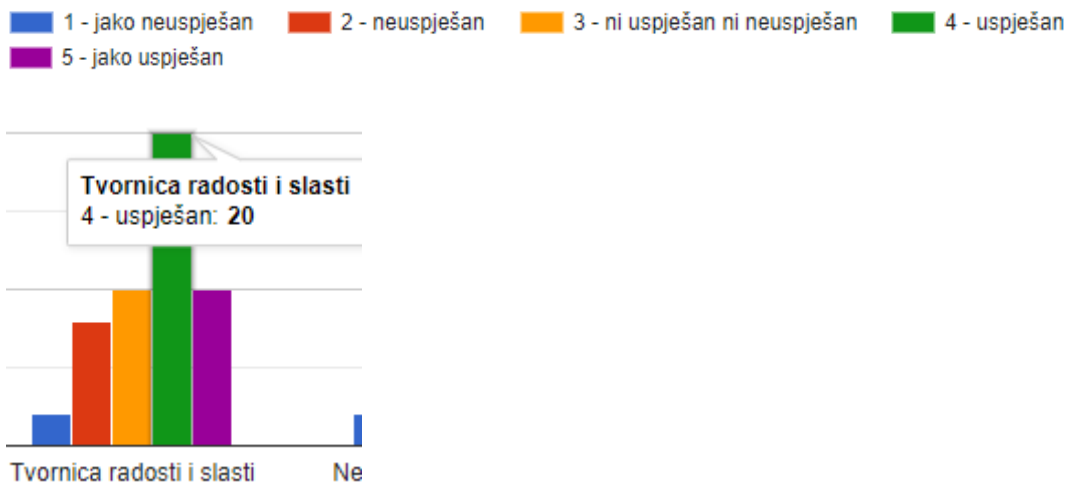 1 - jako neuspješan 2 - neuspješan 3 - ni uspješan ni neuspješan 4 - uspješan
5 - jako uspješan
Tvornica radosti i slasti
4 - uspješan: 20
Tvornica radosti i slasti Ne